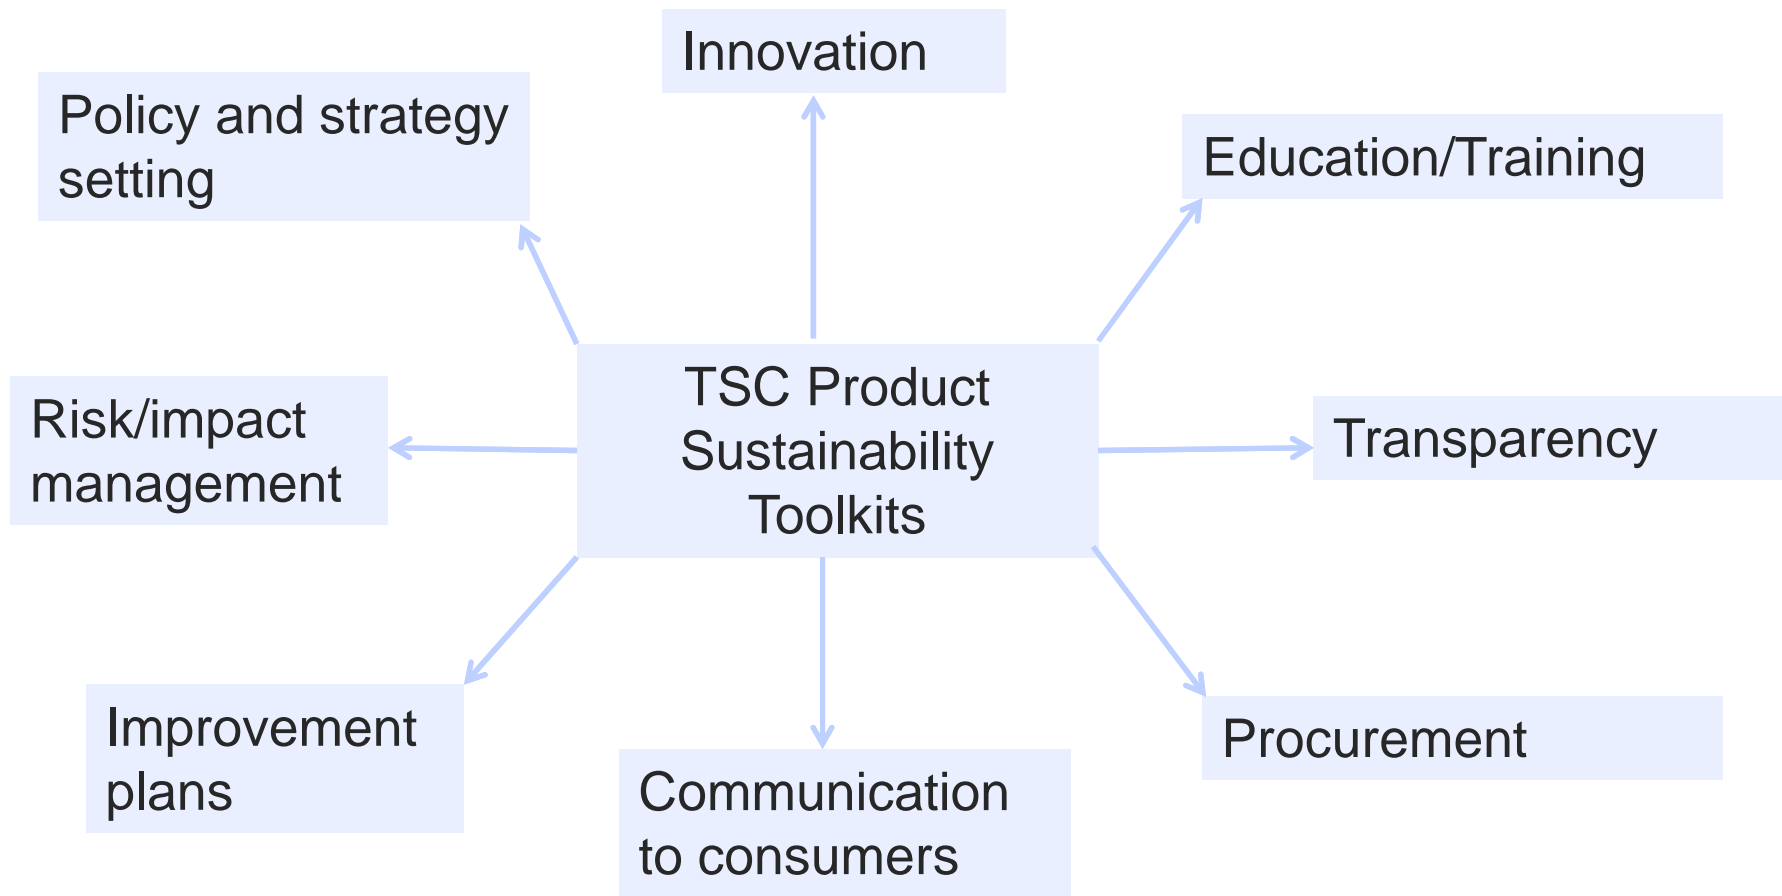 Innovation
Policy and strategy
setting
Education/Training
TSC Product
Sustainability
Toolkits
Risk/impact
management
Transparency
Improvement
plans
Procurement
Communication
to consumers